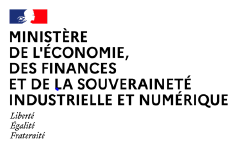 MINISTÈRE
DE L'ÉCONOMIE,
DES FINANCES
ET DE LA SOUVERAINETÉ
INDUSTRIELLE ET NUMÉRIQUE
Liberté
Égalité
Fraternité